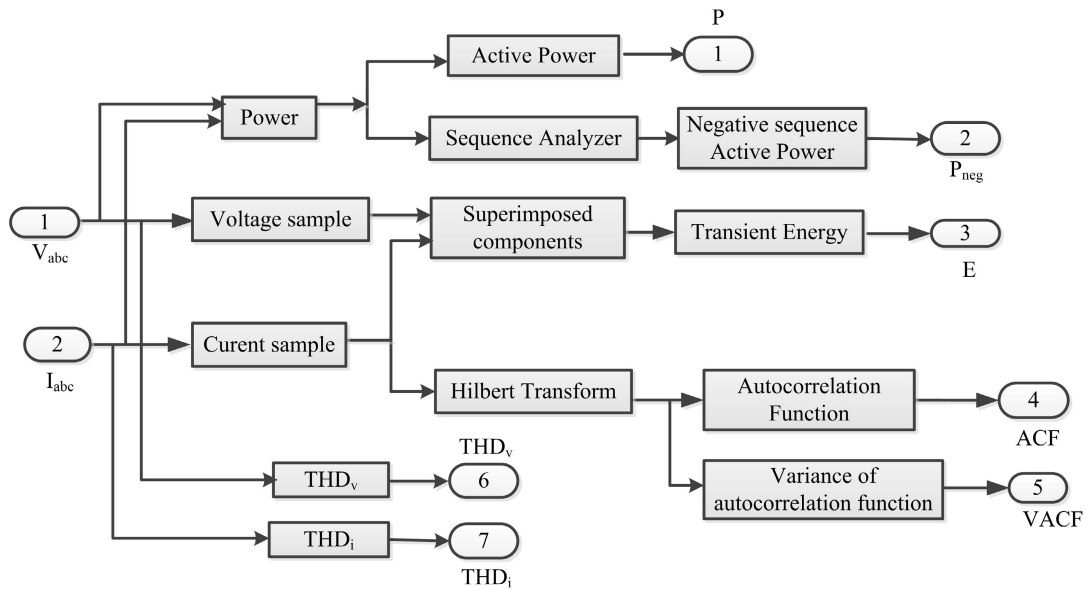 P
Active Power
1
Power
Sequence Analyzer
Negative sequence
Active Power
2
Pneg
1
Vabc
Voltage sample
Superimposed
components
Transient Energy
3
E
2
Iabc
Curent sample
Hilbert Transform
Autocorrelation
Function
4
ACF
THDv
THDv
6
Variance of
autocorrelation function
5
VACF
THDi
7
THDi